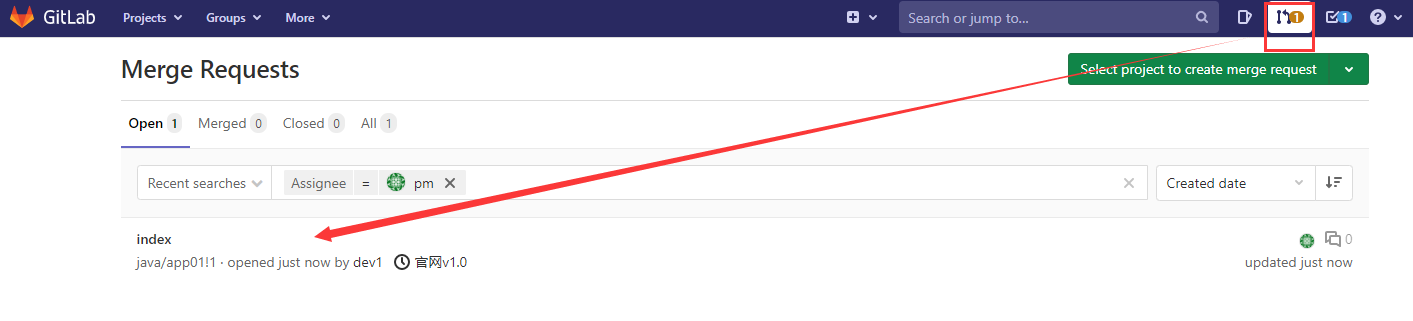 GitLab Projects Groups More Search or jump to... 1 1
Merge Requests
Select project to create merge request
Open 1 Merged 0 Closed 0 All 1
Recent searches Assignee = pm Created date
index 0
java/app01!1 · opened just now by dev1 官网v1.0 updated just now